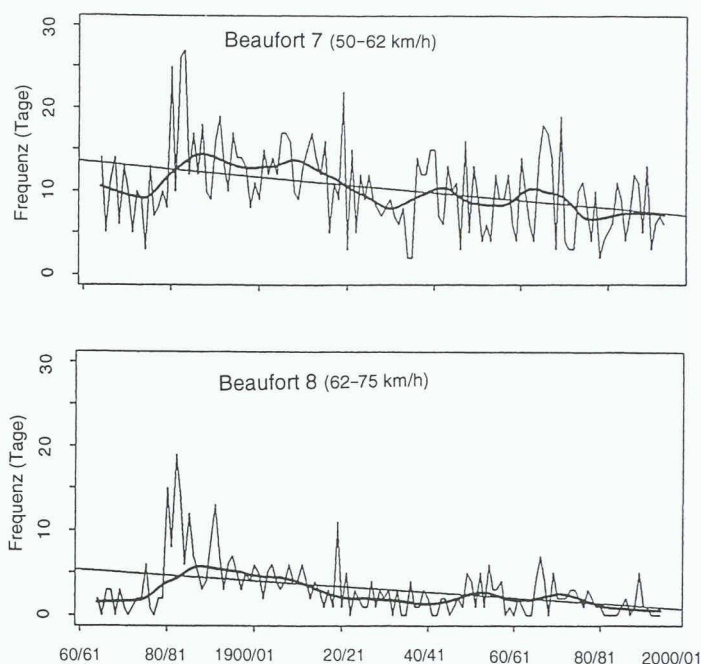 Beaufort 7 (50–62 km/h)
Frequenz (Tage)
30
20
10
0
Beaufort 8 (62–75 km/h)
Frequenz (Tage)
30
20
10
0
60/61 80/81 1900/01 20/21 40/41 60/61 80/81 2000/01